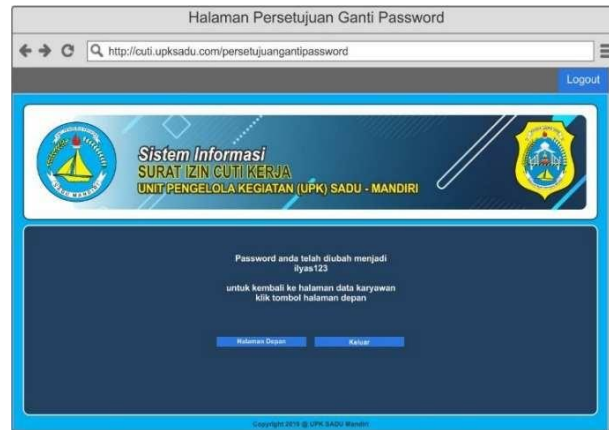 Halaman Persetujuan Ganti Password
http://cuti.upksadu.com/persetujuangantipassword
Logout
Sistem Informasi
SURAT IZIN CUTI KERJA
UNIT PENGELOLA KEGIATAN (UPK) SADU - MANDIRI
Password anda telah diubah menjadi
ilyas123
untuk kembali ke halaman data karyawan
klik tombol halaman depan
Halaman Depan
Keluar
Copyright 2019 @ UPK SADU Mandiri